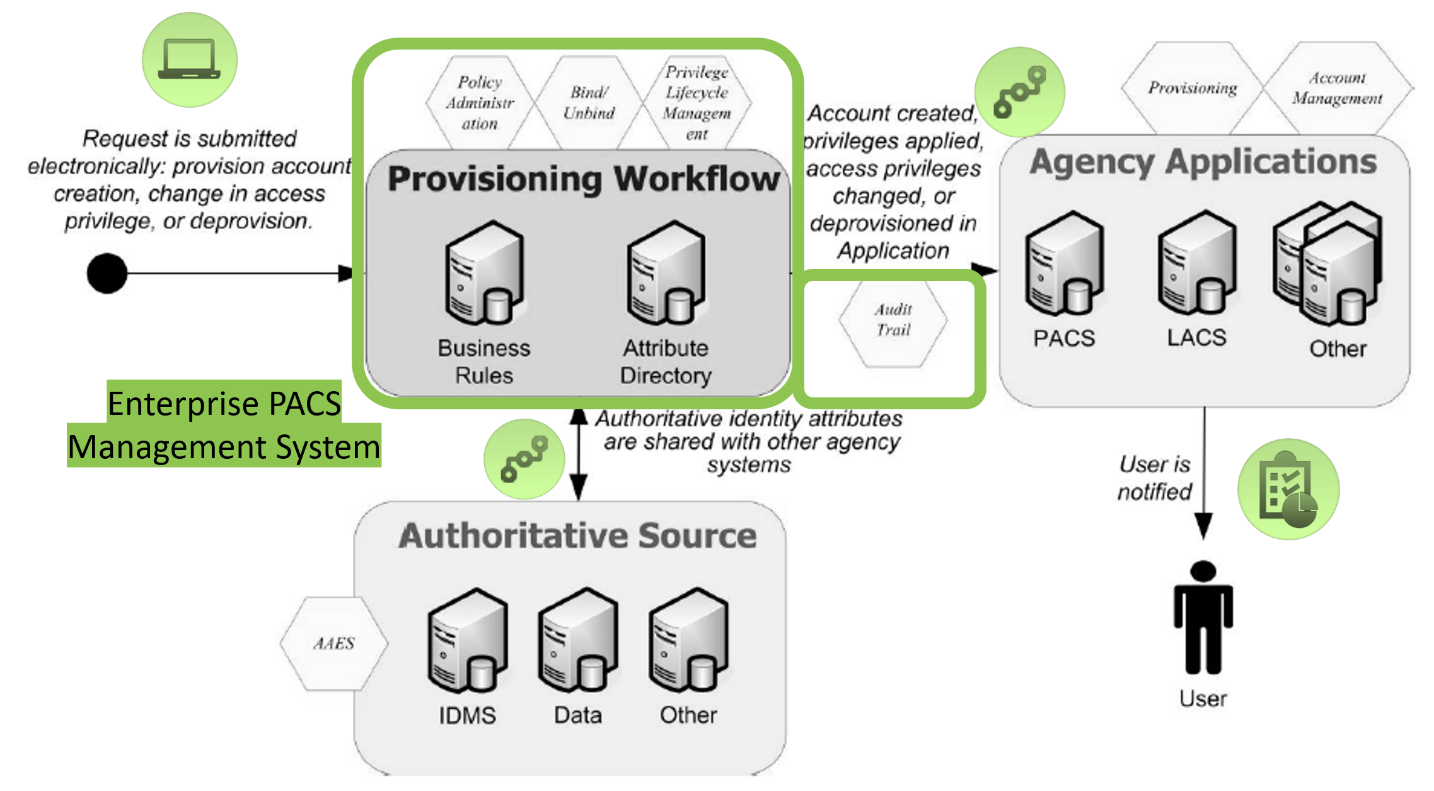 Request is submitted
electronically: provision account
creation, change in access
privilege, or deprovision.
Policy
Administr
ation
Bind/
Unbind
Privilege
Lifecycle
Managem
ent
Provisioning Workflow
Business
Rules
Attribute
Directory
Account created,
privileges applied,
access privileges
changed, or
deprovisioned in
Application
Audit
Trail
Provisioning
Account
Management
Agency Applications
PACS
LACS
Other
Enterprise PACS
Management System
Authoritative identity attributes
are shared with other agency
systems
User is
notified
Authoritative Source
AAES
IDMS
Data
Other
User